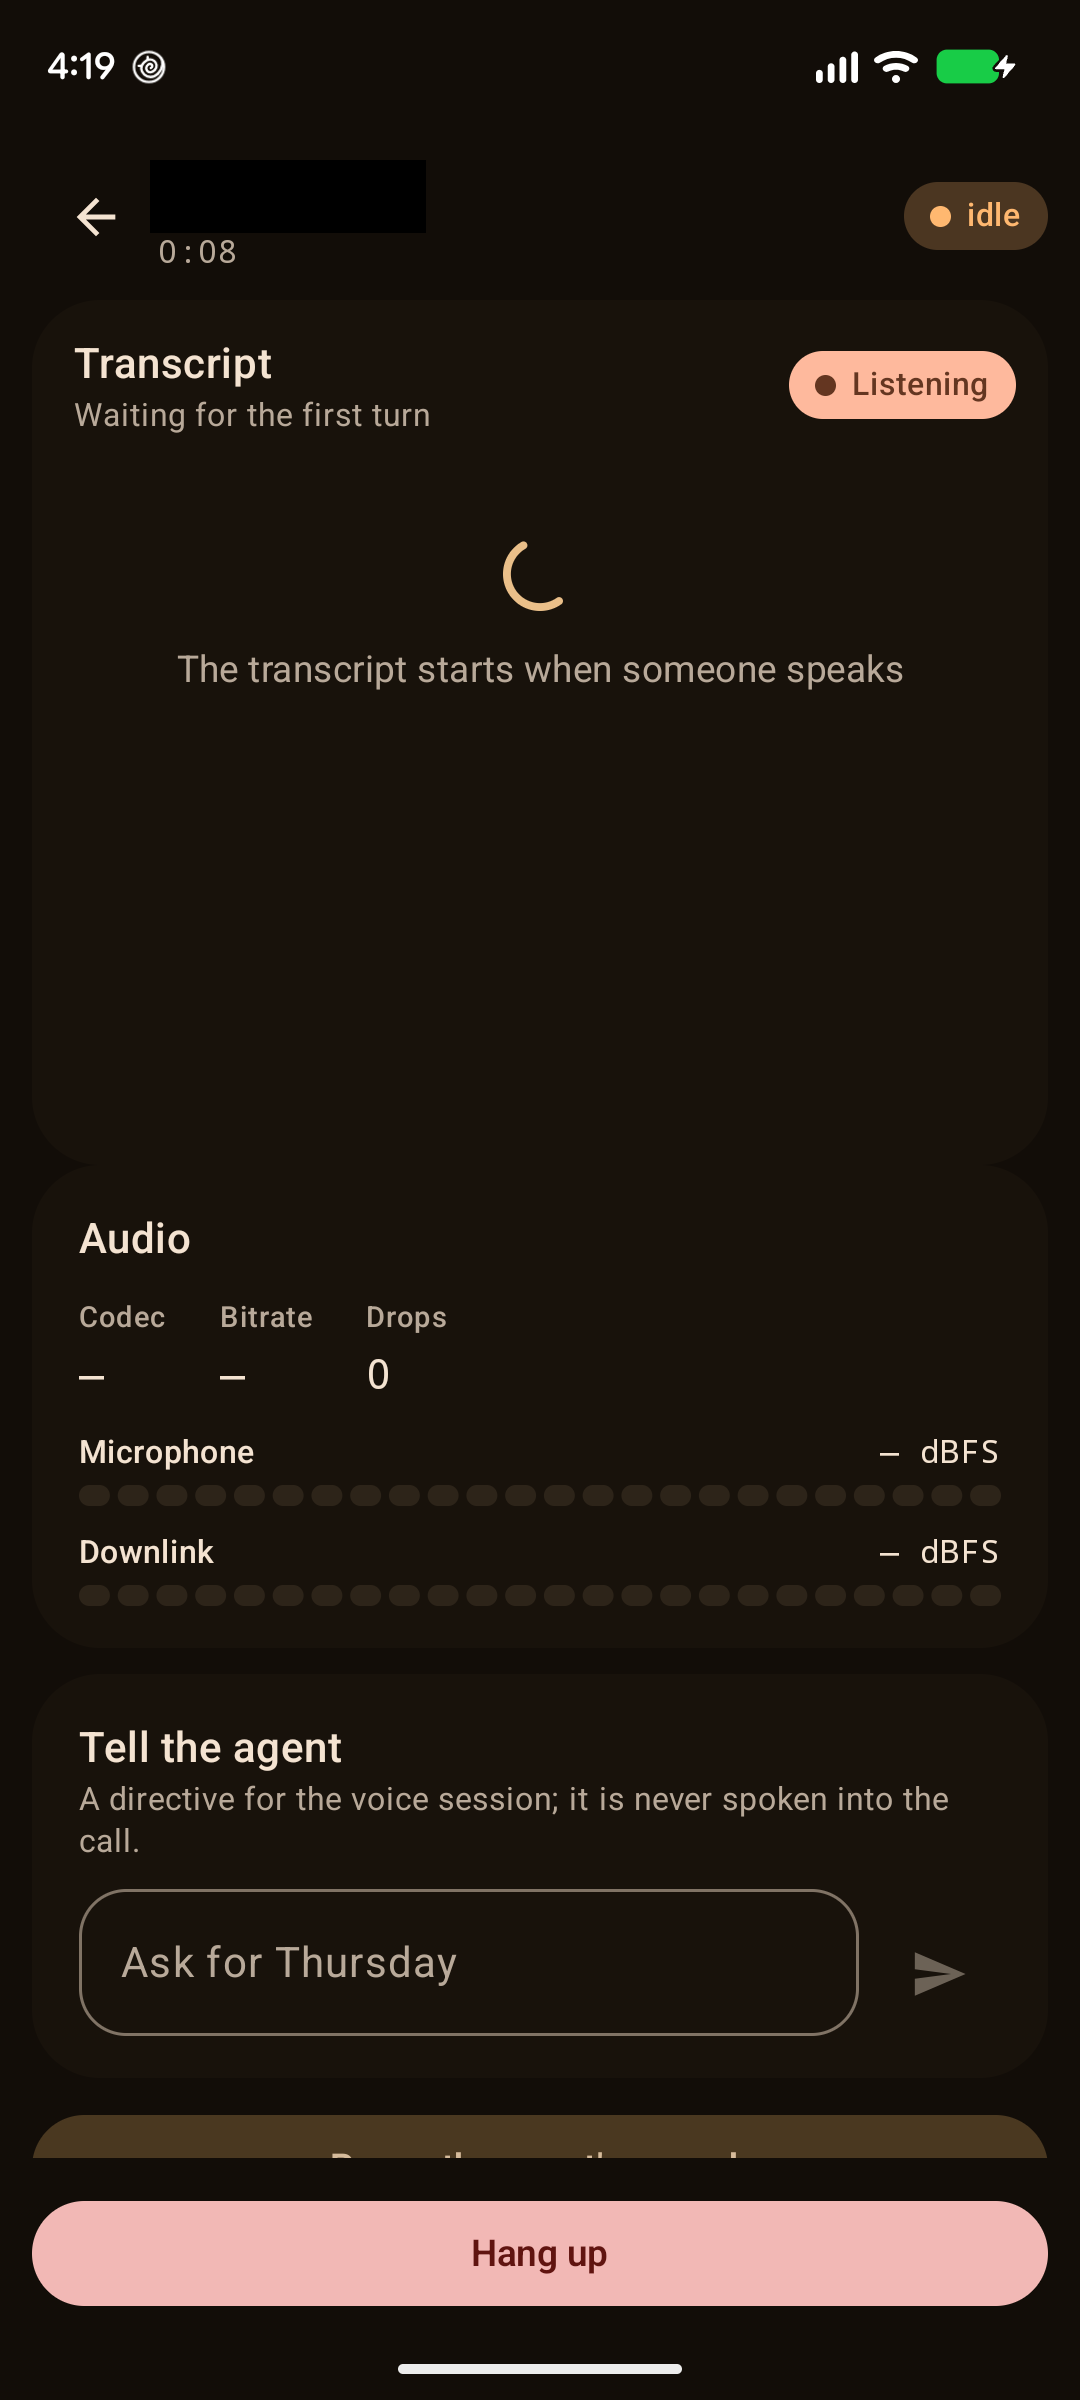 4:19
0:08
idle
Transcript
Waiting for the first turn
Listening
The transcript starts when someone speaks
Audio
Codec Bitrate Drops
– – 0
Microphone – dBFS
Downlink – dBFS
Tell the agent
A directive for the voice session; it is never spoken into the
call.
Ask for Thursday
Hang up